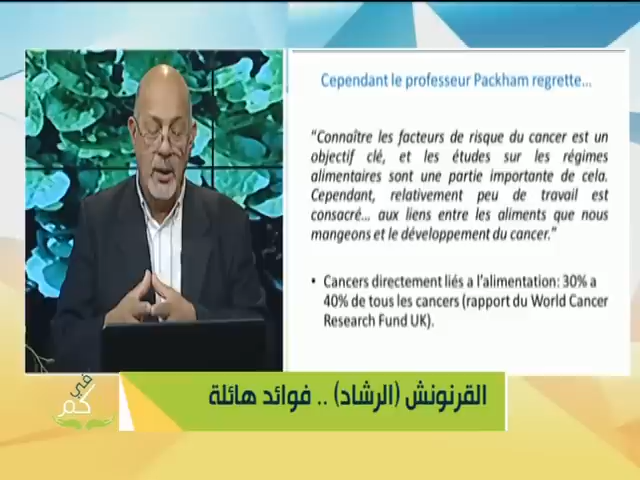 Cependant le professeur Packham regrette...
"Connaître les facteurs de risque du cancer est un
objectif clé, et les études sur les régimes
alimentaires sont une partie importante de cela.
Cependant, relativement peu de travail est
consacré... aux liens entre les aliments que nous
mangeons et le développement du cancer."
• Cancers directement liés a l'alimentation: 30% a
40% de tous les cancers (rapport du World Cancer
Research Fund UK).
في
كم
القرنونش (الرشاد) .. فوائد هائلة